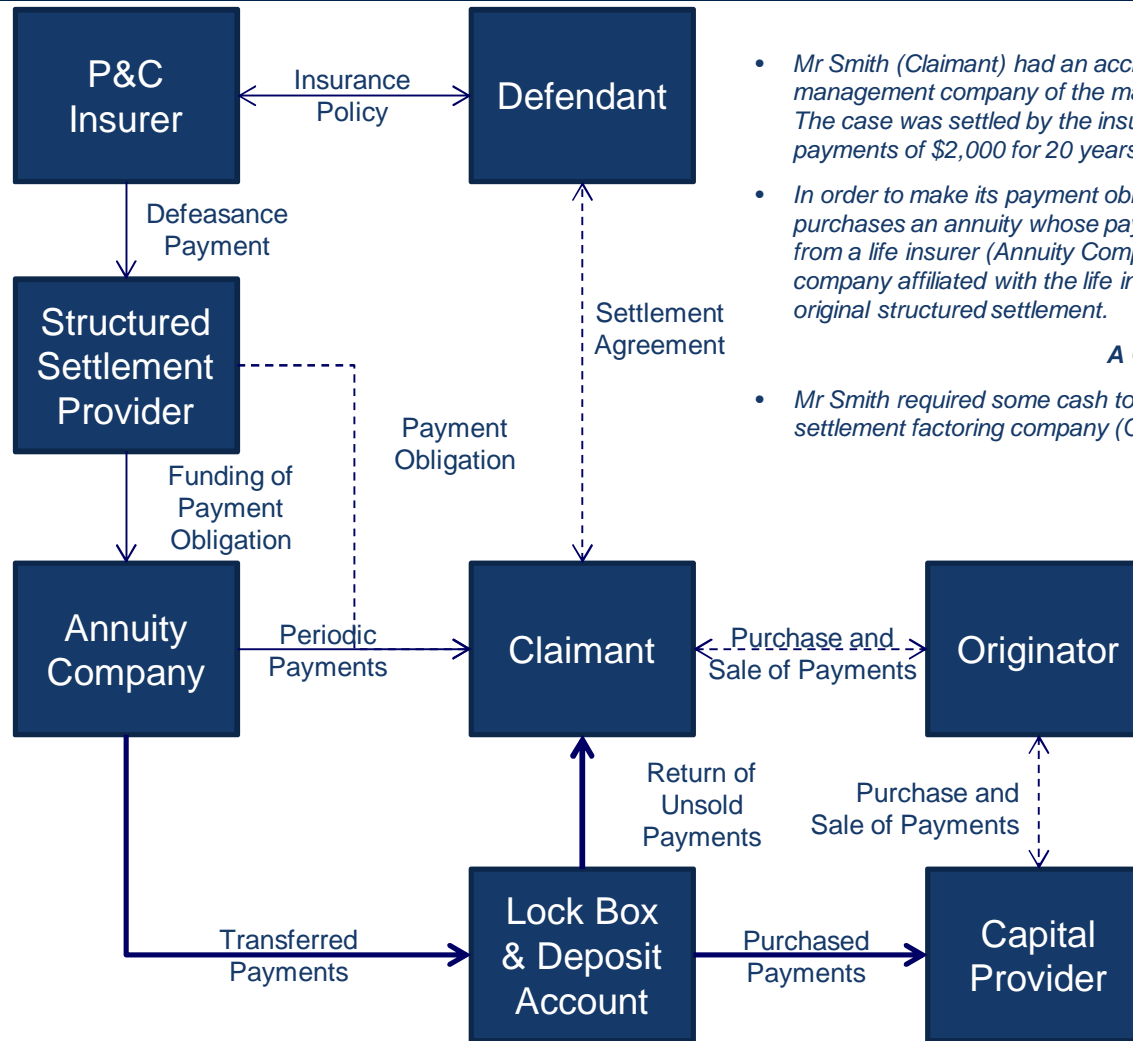 P&C
Insurer
Insurance
Policy
Defendant
Defeasance
Payment
Structured
Settlement
Provider
Settlement
Agreement
Payment
Obligation
Funding of
Payment
Obligation
Annuity
Company
Periodic
Payments
Claimant
Purchase and
Sale of Payments
Originator
Return of
Unsold
Payments
Purchase and
Sale of Payments
Transferred
Payments
Lock Box
& Deposit
Account
Purchased
Payments
Capital
Provider
• Mr Smith (Claimant) had an
management company of the
The case was settled by the
payments of $2,000 for 20 years
• In order to make its payment
purchases an annuity whose
from a life insurer (Annuity
company affiliated with the life
original structured settlement.
A
• Mr Smith required some cash to
settlement factoring company